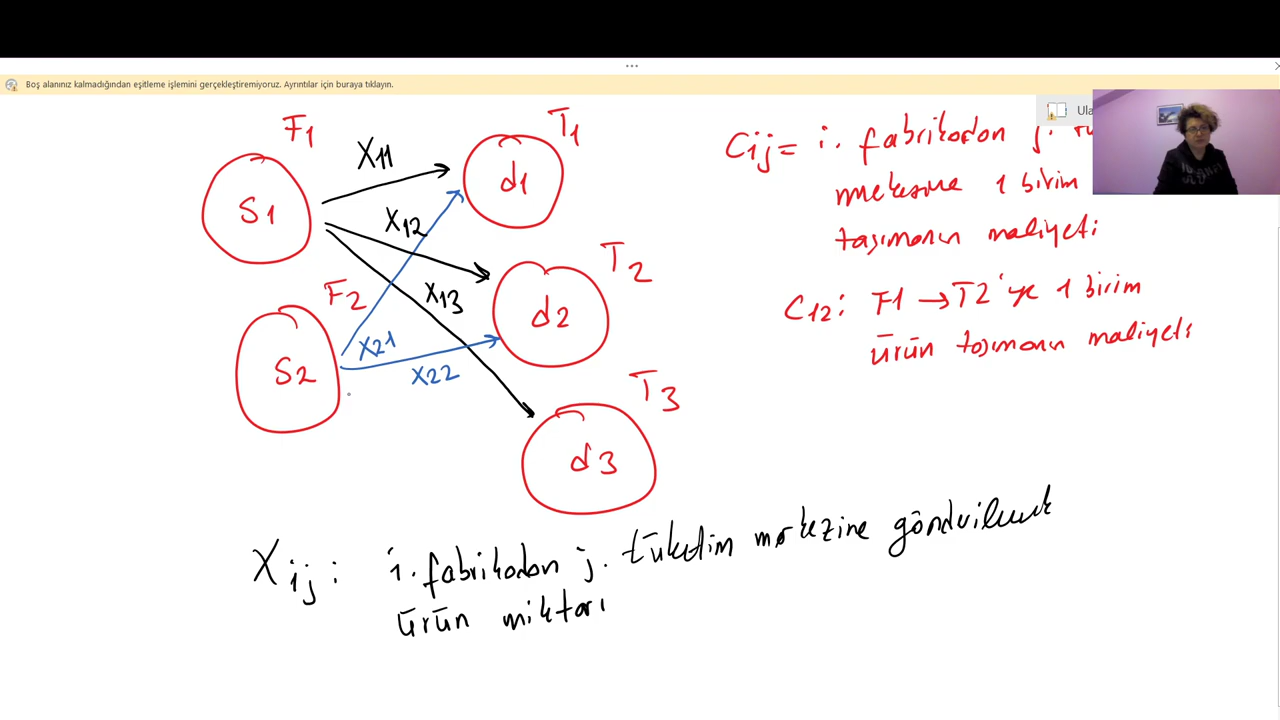 Boş alanınız kalmadığından eşitleme işlemini gerçekleştiremiyoruz. Ayrıntılar için buraya tıklayın.
Ula
F1
T1
X11
S1
d1
X12
F2
T2
X13
d2
X21
S2
X22
T3
d3
Cij= i. fabrikadan j.
merkezine 1 birim
taşımanın maliyeti
C12: F1 → T2'ye 1 birim
ürün taşımanın maliyeti
Xij: i. fabrikadan j. tüketim merkezine gönderilecek
ürün miktarı